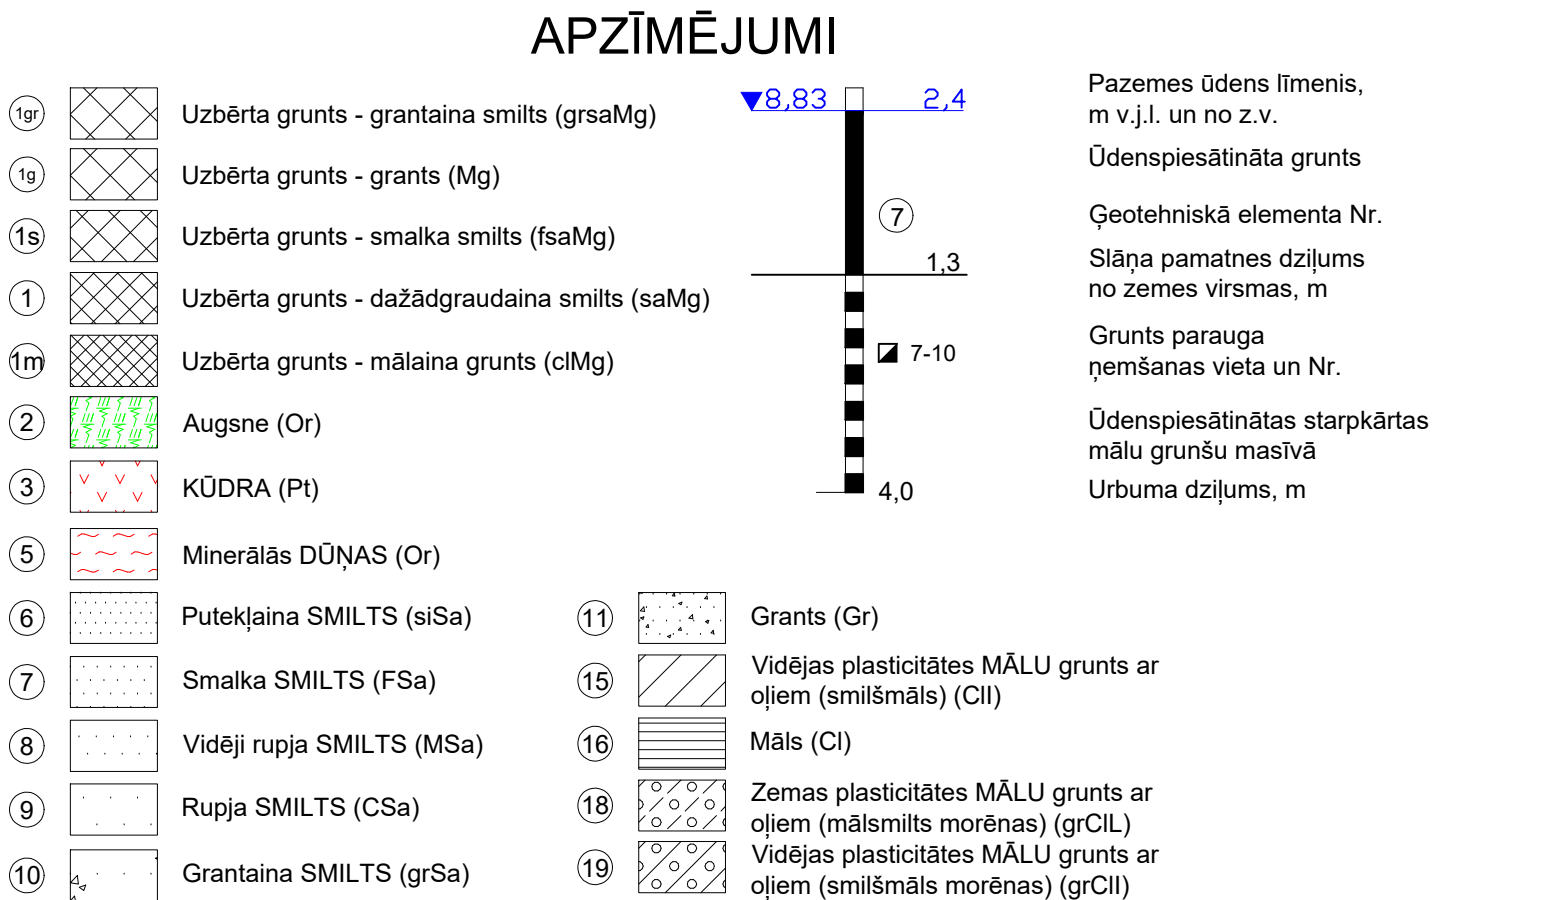 APZĪMĒJUMI
1gr Uzbērta grunts - grantaina smilts (grsaMg)
1g Uzbērta grunts - grants (Mg)
1s Uzbērta grunts - smalka smilts (fsaMg)
1 Uzbērta grunts - dažādgraudaina smilts (saMg)
1m Uzbērta grunts - mālaina grunts (clMg)
2 Augsne (Or)
3 KŪDRA (Pt)
5 Minerālās DŪŅAS (Or)
6 Putekļaina SMILTS (siSa)
7 Smalka SMILTS (FSa)
8 Vidēji rupja SMILTS (MSa)
9 Rupja SMILTS (CSa)
10 Grantaina SMILTS (grSa)
8,83 2,4
7
1,3
7-10
4,0
Pazemes ūdens līmenis,
m v.j.l. un no z.v.
Ūdenspiesātināta grunts
Ģeotehniskā elementa Nr.
Slāņa pamatnes dziļums
no zemes virsmas, m
Grunts parauga
ņemšanas vieta un Nr.
Ūdenspiesātinātas starpkārtas
mālu grunšu masīvā
Urbuma dziļums, m
11 Grants (Gr)
15 Vidējas plasticitātes MĀLU grunts ar
oļiem (smilšmāls) (ClI)
16 Māls (Cl)
18 Zemas plasticitātes MĀLU grunts ar
oļiem (mālsmilts morēnas) (grClL)
19 Vidējas plasticitātes MĀLU grunts ar
oļiem (smilšmāls morēnas) (grClI)